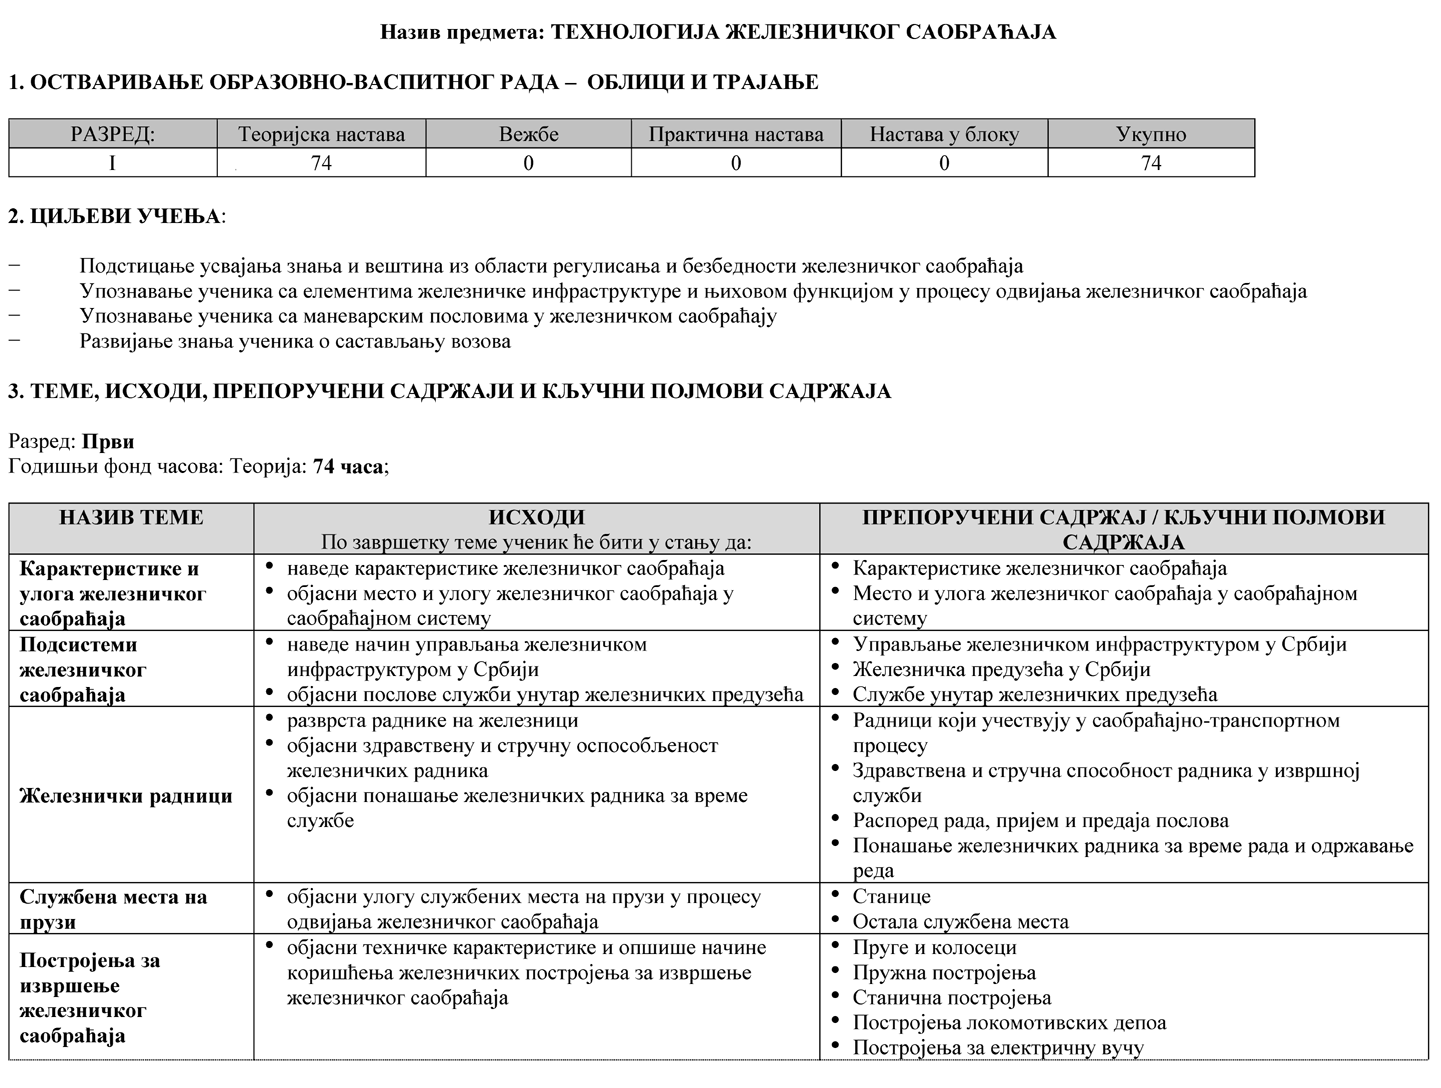 Назив предмета: ТЕХНОЛОГИЈА ЖЕЛЕЗНИЧКОГ САОБРАЋАЈА
1. ОСТВАРИВАЊЕ ОБРАЗОВНО-ВАСПИТНОГ РАДА – ОБЛИЦИ И ТРАЈАЊЕ
РАЗРЕД: Теоријска настава Вежбе Практична настава Настава у блоку Укупно
I 74 0 0 0 74
2. ЦИЉЕВИ УЧЕЊА:
– Подстицање усвајања знања и вештина из области регулисања и безбедности железничког саобраћаја
– Упознавање ученика са елементима железничке инфраструктуре и њиховом функцијом у процесу одвијања железничког саобраћаја
– Упознавање ученика са маневарским пословима у железничком саобраћају
– Развијање знања ученика о састављању возова
3. ТЕМЕ, ИСХОДИ, ПРЕПОРУЧЕНИ САДРЖАЈИ И КЉУЧНИ ПОЈМОВИ САДРЖАЈА
Разред: Први
Годишњи фонд часова: Теорија: 74 часа;
НАЗИВ ТЕМЕ
ИСХОДИ
По завршетку теме ученик ће бити у стању да:
ПРЕПОРУЧЕНИ САДРЖАЈ / КЉУЧНИ ПОЈМОВИ
САДРЖАЈА
Карактеристике и
улога железничког
саобраћаја
• наведе карактеристике железничког саобраћаја
• објасни место и улогу железничког саобраћаја у
саобраћајном систему
• Карактеристике железничког саобраћаја
• Место и улога железничког саобраћаја у саобраћајном
систему
Подсистеми
железничког
саобраћаја
• наведе начин управљања железничком
инфраструктуром у Србији
• објасни послове служби унутар железничких предузећа
• Управљање железничком инфраструктуром у Србији
• Железничка предузећа у Србији
• Службе унутар железничких предузећа
Железнички радници
• разврста раднике на железници
• објасни здравствену и стручну оспособљеност
железничких радника
• објасни понашање железничких радника за време
службе
• Радници који учествују у саобраћајно-транспортном
процесу
• Здравствена и стручна способност радника у извршној
служби
• Распоред рада, пријем и предаја послова
• Понашање железничких радника за време рада и одржавање
реда
Службена места на
прузи
• објасни улогу службених места на прузи у процесу
одвијања железничког саобраћаја
• Станице
• Остала службена места
Постројења за
извршење
железничког
саобраћаја
• објасни техничке карактеристике и опшише начине
коришћења железничких постројења за извршење
железничког саобраћаја
• Пруге и колосеци
• Пружна постројења
• Станична постројења
• Постројења локомотивских депоа
• Постројења за електричну вучу